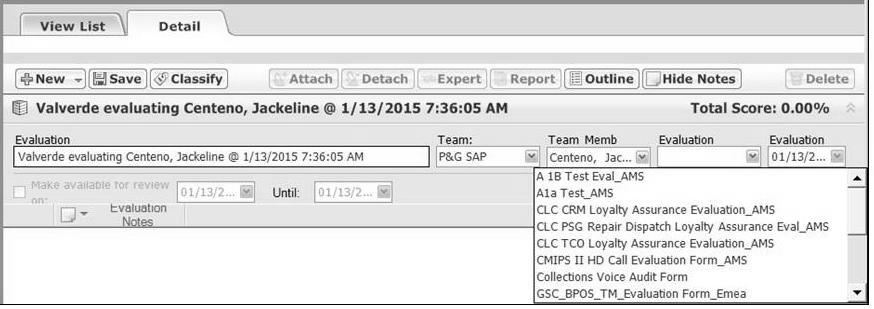 View List Detail
New Save Classify Attach Detach Expert Report Outline Hide Notes Delete
Valverde evaluating Centeno, Jackeline @ 1/13/2015 7:36:05 AM Total Score: 0.00%
Evaluation Team: Team Memb Evaluation Evaluation
Valverde evaluating Centeno, Jackeline @ 1/13/2015 7:36:05 AM P&G SAP Centeno, Jac... 01/13/2...
Make available for review on: 01/13/2... Until: 01/13/2...
Evaluation Notes
A 1B Test Eval_AMS
A1a Test_AMS
CLC CRM Loyalty Assurance Evaluation_AMS
CLC PSG Repair Dispatch Loyalty Assurance Eval_AMS
CLC TCO Loyalty Assurance Evaluation_AMS
CMIPS II HD Call Evaluation Form_AMS
Collections Voice Audit Form
GSC_BPOS_TM_Evaluation Form_Emea